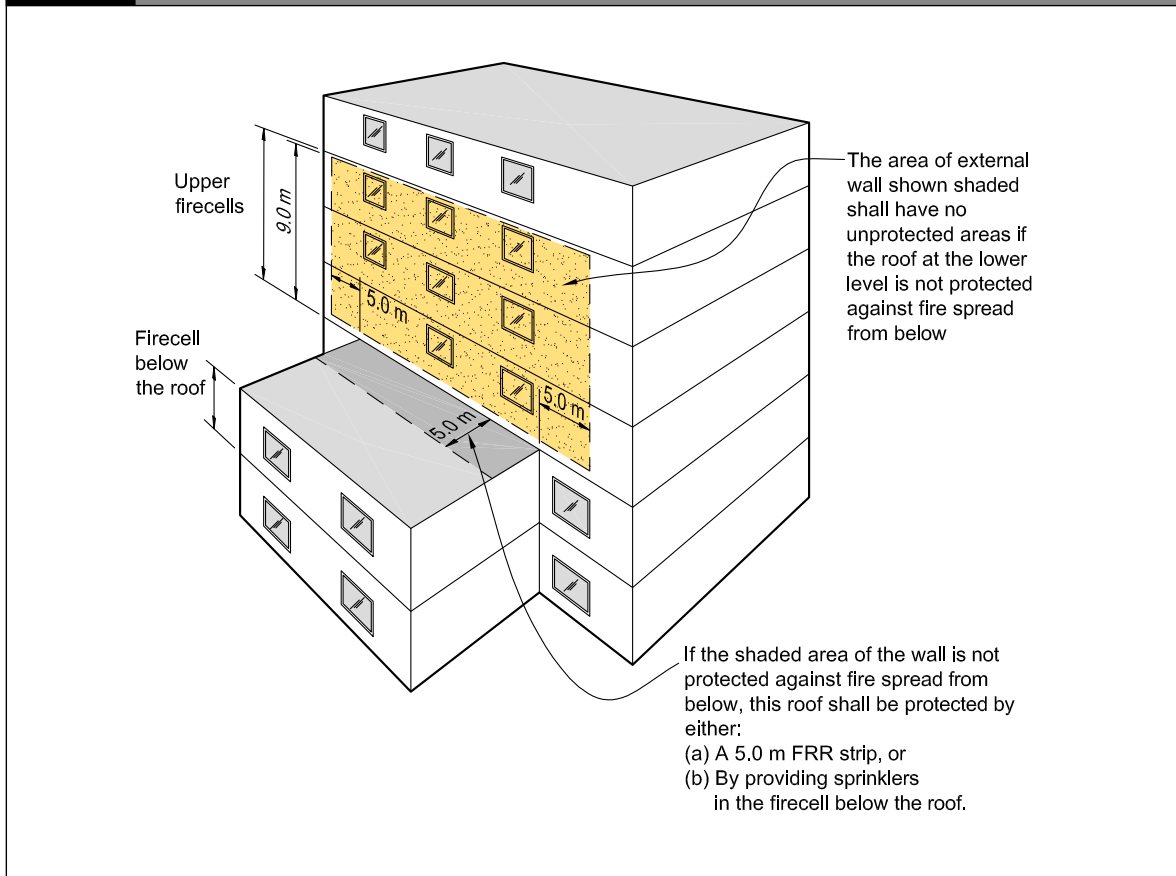 Upper
firecells
9.0 m
The area of external
wall shown shaded
shall have no
unprotected areas if
the roof at the lower
level is not protected
against fire spread
from below
5.0 m
Firecell
below
the roof
5.0 m
5.0 m
If the shaded area of the wall is not
protected against fire spread from
below, this roof shall be protected by
either:
(a) A 5.0 m FRR strip, or
(b) By providing sprinklers
in the firecell below the roof.